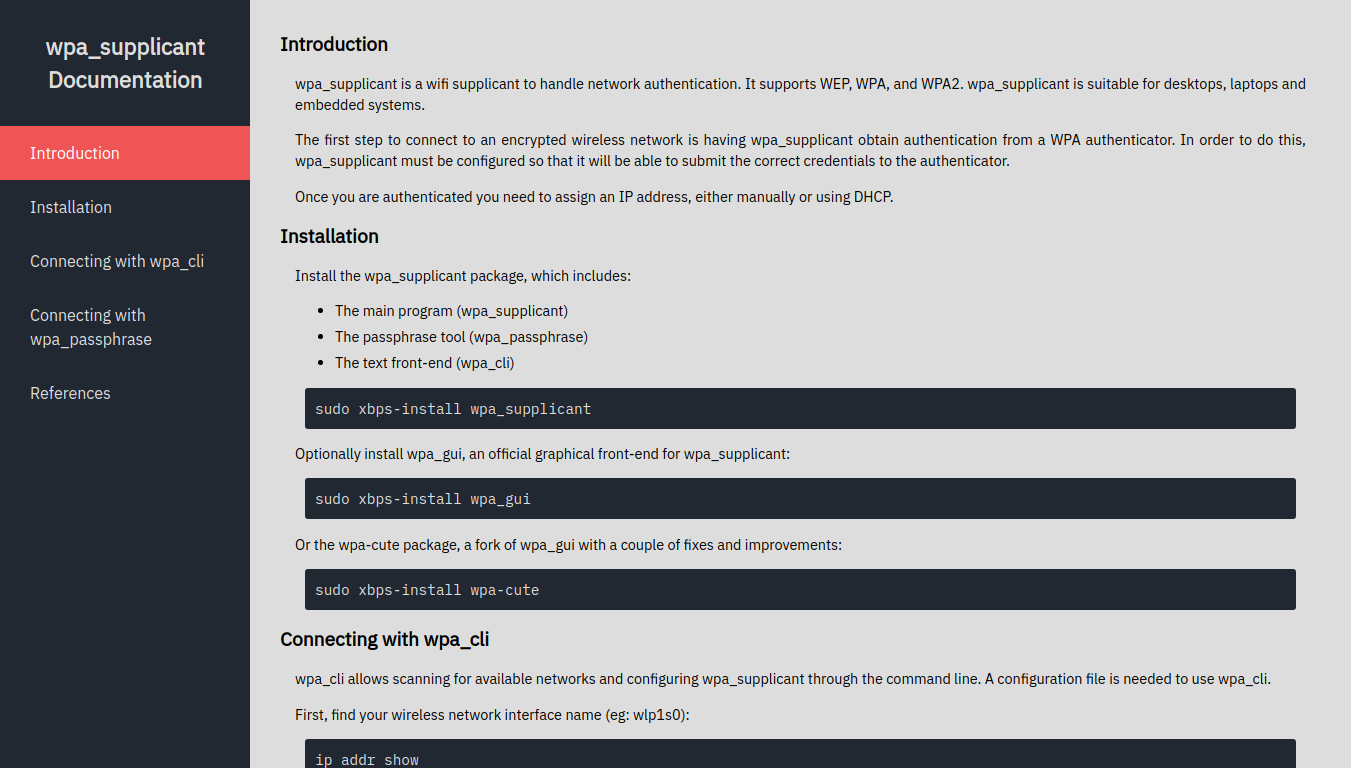 wpa_supplicant
Documentation
Introduction
Installation
Connecting with wpa_cli
Connecting with
wpa_passphrase
References
Introduction
wpa_supplicant is a wifi supplicant to handle network authentication. It supports WEP, WPA, and WPA2. wpa_supplicant is suitable for desktops, laptops and
embedded systems.
The first step to connect to an encrypted wireless network is having wpa_supplicant obtain authentication from a WPA authenticator. In order to do this,
wpa_supplicant must be configured so that it will be able to submit the correct credentials to the authenticator.
Once you are authenticated you need to assign an IP address, either manually or using DHCP.
Installation
Install the wpa_supplicant package, which includes:
• The main program (wpa_supplicant)
• The passphrase tool (wpa_passphrase)
• The text front-end (wpa_cli)
sudo xbps-install wpa_supplicant
Optionally install wpa_gui, an official graphical front-end for wpa_supplicant:
sudo xbps-install wpa_gui
Or the wpa-cute package, a fork of wpa_gui with a couple of fixes and improvements:
sudo xbps-install wpa-cute
Connecting with wpa_cli
wpa_cli allows scanning for available networks and configuring wpa_supplicant through the command line. A configuration file is needed to use wpa_cli.
First, find your wireless network interface name (eg: wlp1s0):
ip addr show